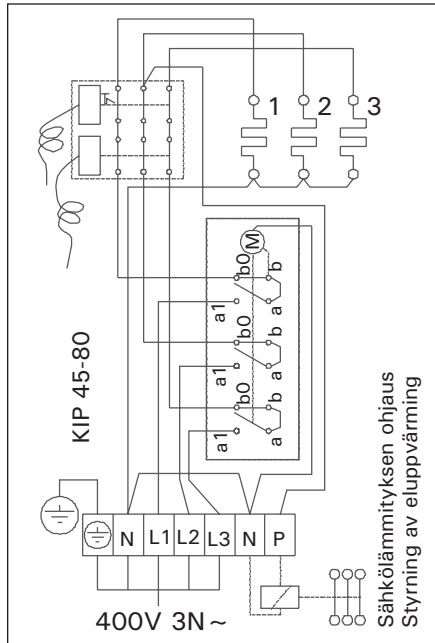 1 2 3
M
b0 b
a1 a
b0 b
a1 a
b0 b
a1 a
KIP 45-80
N L1 L2 L3 N P
400V 3N~
Sähkölämmityksen ohjaus
Styrning av eluppvärming